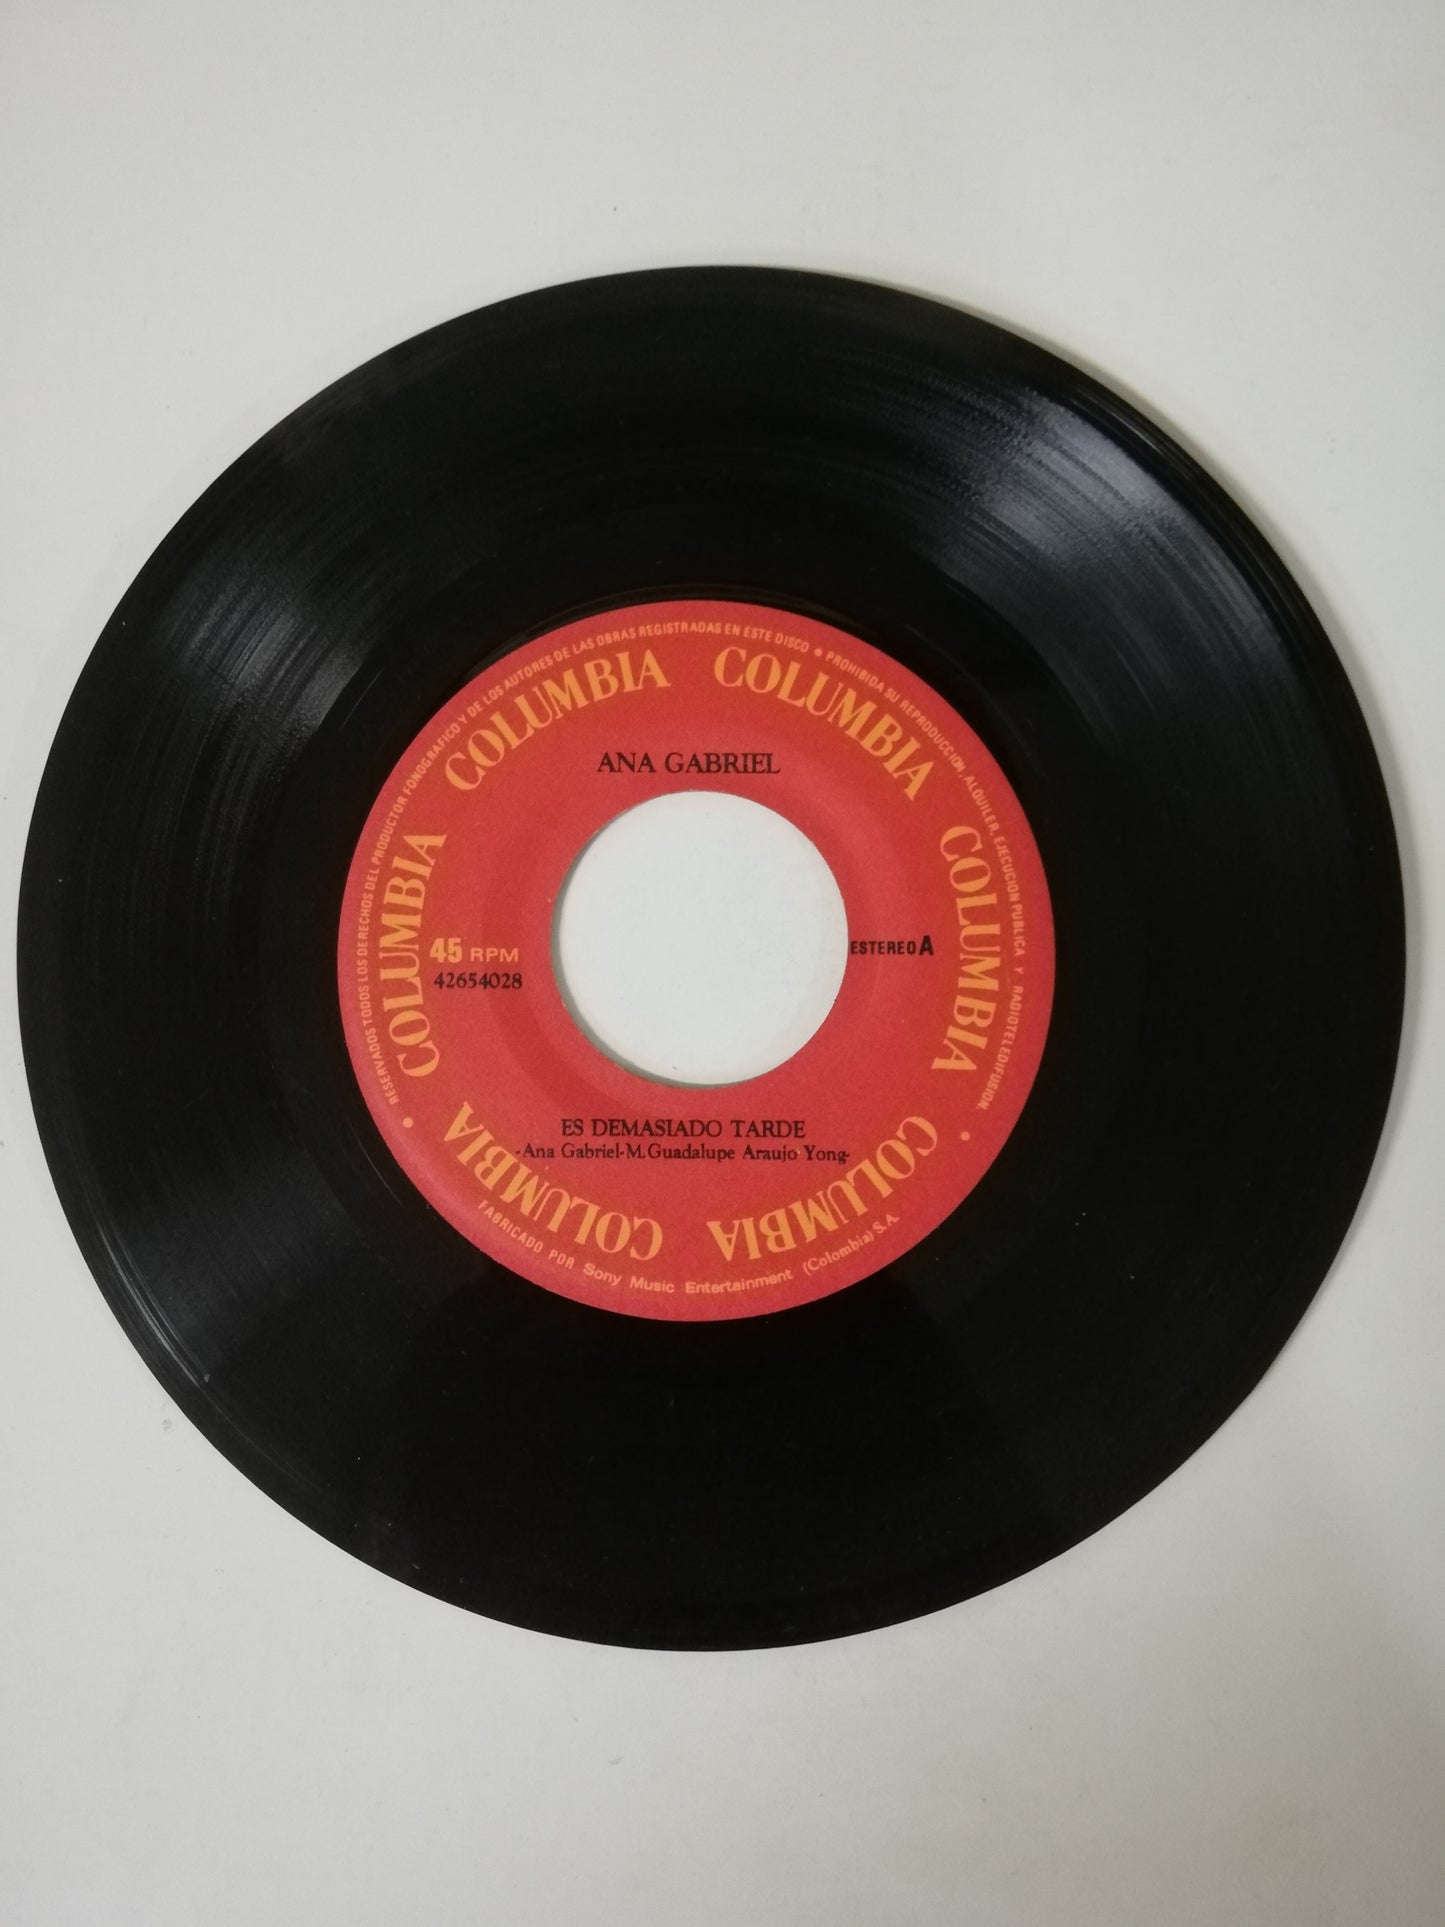 RESERVADOS TODOS LOS DERECHOS DEL PRODUCTOR FONOGRAFICO Y DE LOS AUTORES DE LAS OBRAS REGISTRADAS EN ESTE DISCO • PROHIBIDA SU REPRODUCCION, ALQUILER, EJECUCION PUBLICA Y RADIOTELEDIFUSION.
COLUMBIA COLUMBIA COLUMBIA COLUMBIA COLUMBIA COLUMBIA COLUMBIA COLUMBIA
ANA GABRIEL
45 RPM
42654028
ESTEREO A
ES DEMASIADO TARDE
-Ana Gabriel-M. Guadalupe Araujo Yong-
FABRICADO POR Sony Music Entertainment (Colombia) S.A.